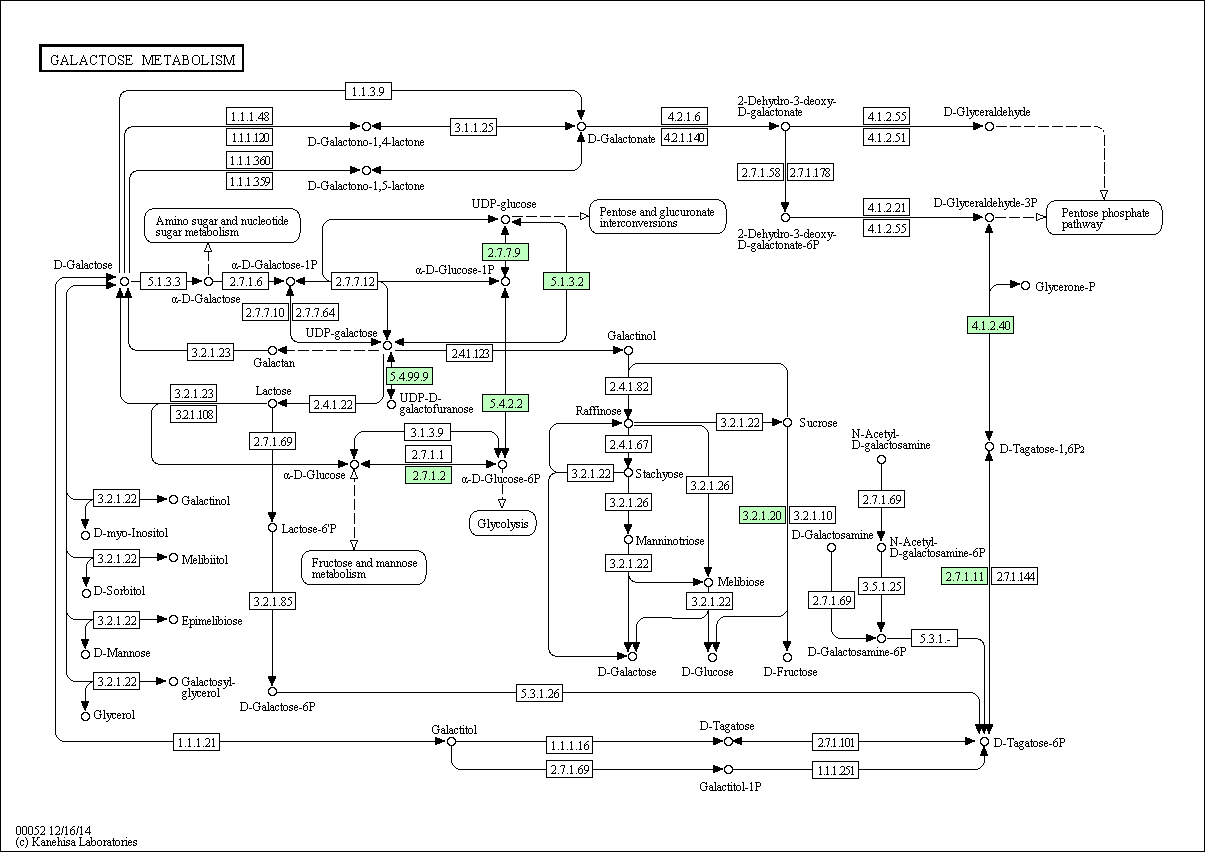 GALACTOSE METABOLISM
1.1.3.9
1.1.1.48
1.1.1.120
D-Galactono-1,4-lactone
3.1.1.25
D-Galactonate
4.2.1.6
4.2.1.140
2-Dehydro-3-deoxy-
D-galactonate
4.1.2.55
4.1.2.51
D-Glyceraldehyde
1.1.1.360
1.1.1.359
D-Galactono-1,5-lactone
2.7.1.58
2.7.1.178
Amino sugar and nucleotide
sugar metabolism
UDP-glucose
Pentose and glucuronate
interconversions
2-Dehydro-3-deoxy-
D-galactonate-6P
4.1.2.21
4.1.2.55
D-Glyceraldehyde-3P
Pentose phosphate
pathway
2.7.7.9
D-Galactose
5.1.3.3
α-D-Galactose
2.7.1.6
α-D-Galactose-1P
2.7.7.12
α-D-Glucose-1P
5.1.3.2
Glycerone-P
2.7.7.10
2.7.7.64
UDP-galactose
4.1.2.40
3.2.1.23
Galactan
2.4.1.123
Galactinol
5.4.99.9
UDP-D-
galactofuranose
3.2.1.23
3.2.1.108
Lactose
2.4.1.22
5.4.2.2
2.4.1.82
Raffinose
3.2.1.22
Sucrose
2.7.1.69
3.1.3.9
2.7.1.1
2.7.1.2
α-D-Glucose
α-D-Glucose-6P
2.4.1.67
3.2.1.22
Stachyose
3.2.1.26
3.2.1.26
N-Acetyl-
D-galactosamine
D-Tagatose-1,6P2
2.7.1.69
3.2.1.22
Galactinol
D-myo-Inositol
Lactose-6'P
Glycolysis
Manninotriose
3.2.1.20
3.2.1.10
D-Galactosamine
N-Acetyl-
D-galactosamine-6P
3.2.1.22
Melibiitol
D-Sorbitol
Fructose and mannose
metabolism
3.2.1.22
Melibiose
2.7.1.11
2.7.1.144
3.2.1.85
3.2.1.22
2.7.1.69
3.5.1.25
3.2.1.22
Epimelibiose
D-Mannose
5.3.1.-
D-Galactosamine-6P
D-Galactose
D-Glucose
D-Fructose
3.2.1.22
Galactosyl-
glycerol
Glycerol
D-Galactose-6P
5.3.1.26
1.1.1.21
Galactitol
1.1.1.16
D-Tagatose
2.7.1.101
D-Tagatose-6P
2.7.1.69
Galactitol-1P
1.1.1.251
00052 12/16/14
(c) Kanehisa Laboratories